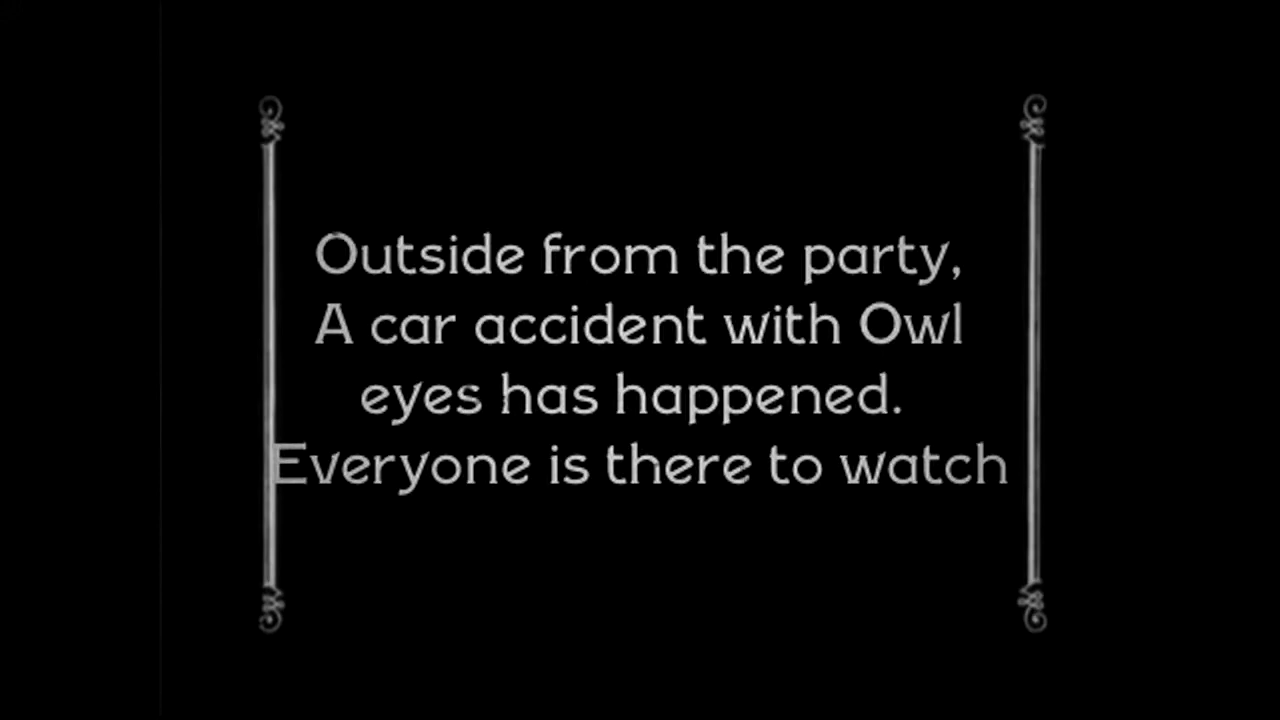 Outside from the party,
A car accident with Owl
eyes has happened.
Everyone is there to watch